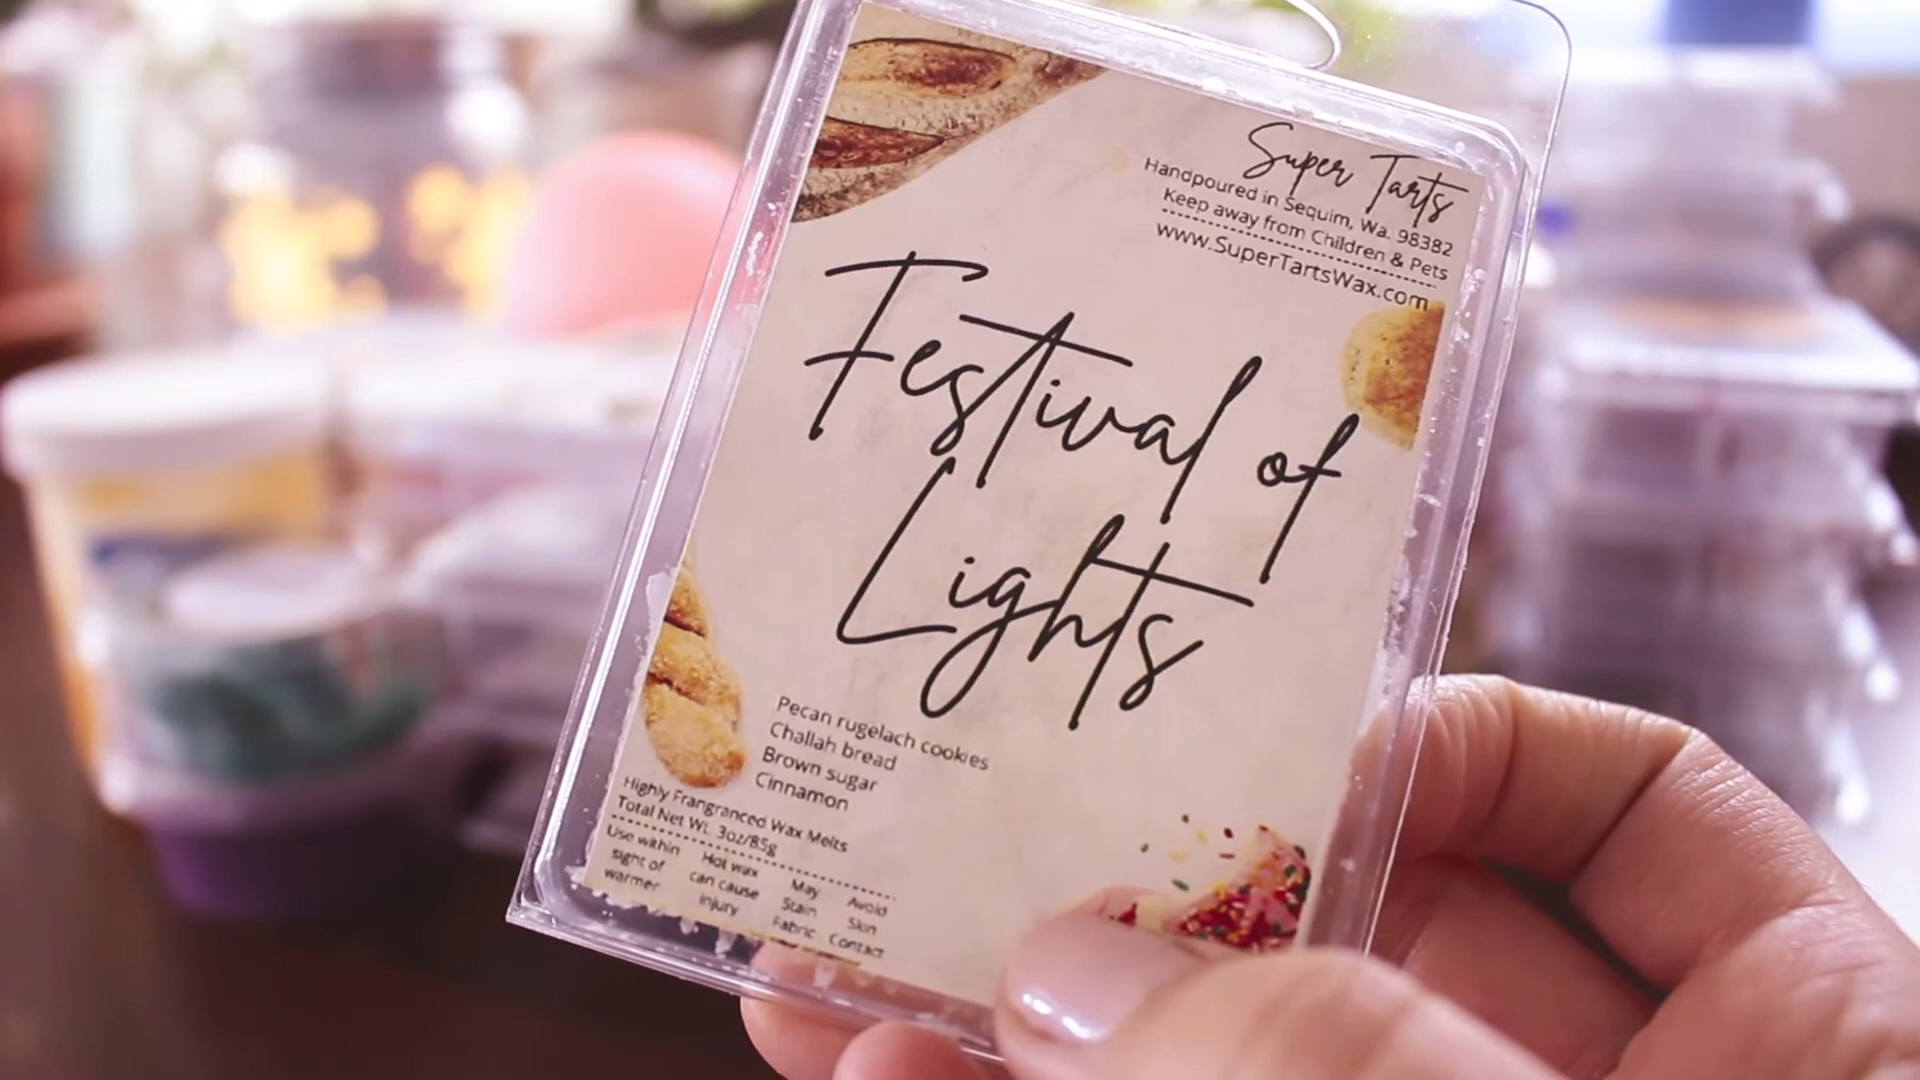 Super Tarts
Handpoured in Sequim, Wa. 98382
Keep away from Children & Pets
www.SuperTartsWax.com
Festival of
Lights
Pecan rugelach cookies
Challah bread
Brown sugar
Cinnamon
Highly Frangranced Wax Melts
Total Net Wt. 3oz/85g
Use within
sight of
warmer
Hot wax
can cause
injury
May
Stain
Fabric
Avoid
Skin
Contact